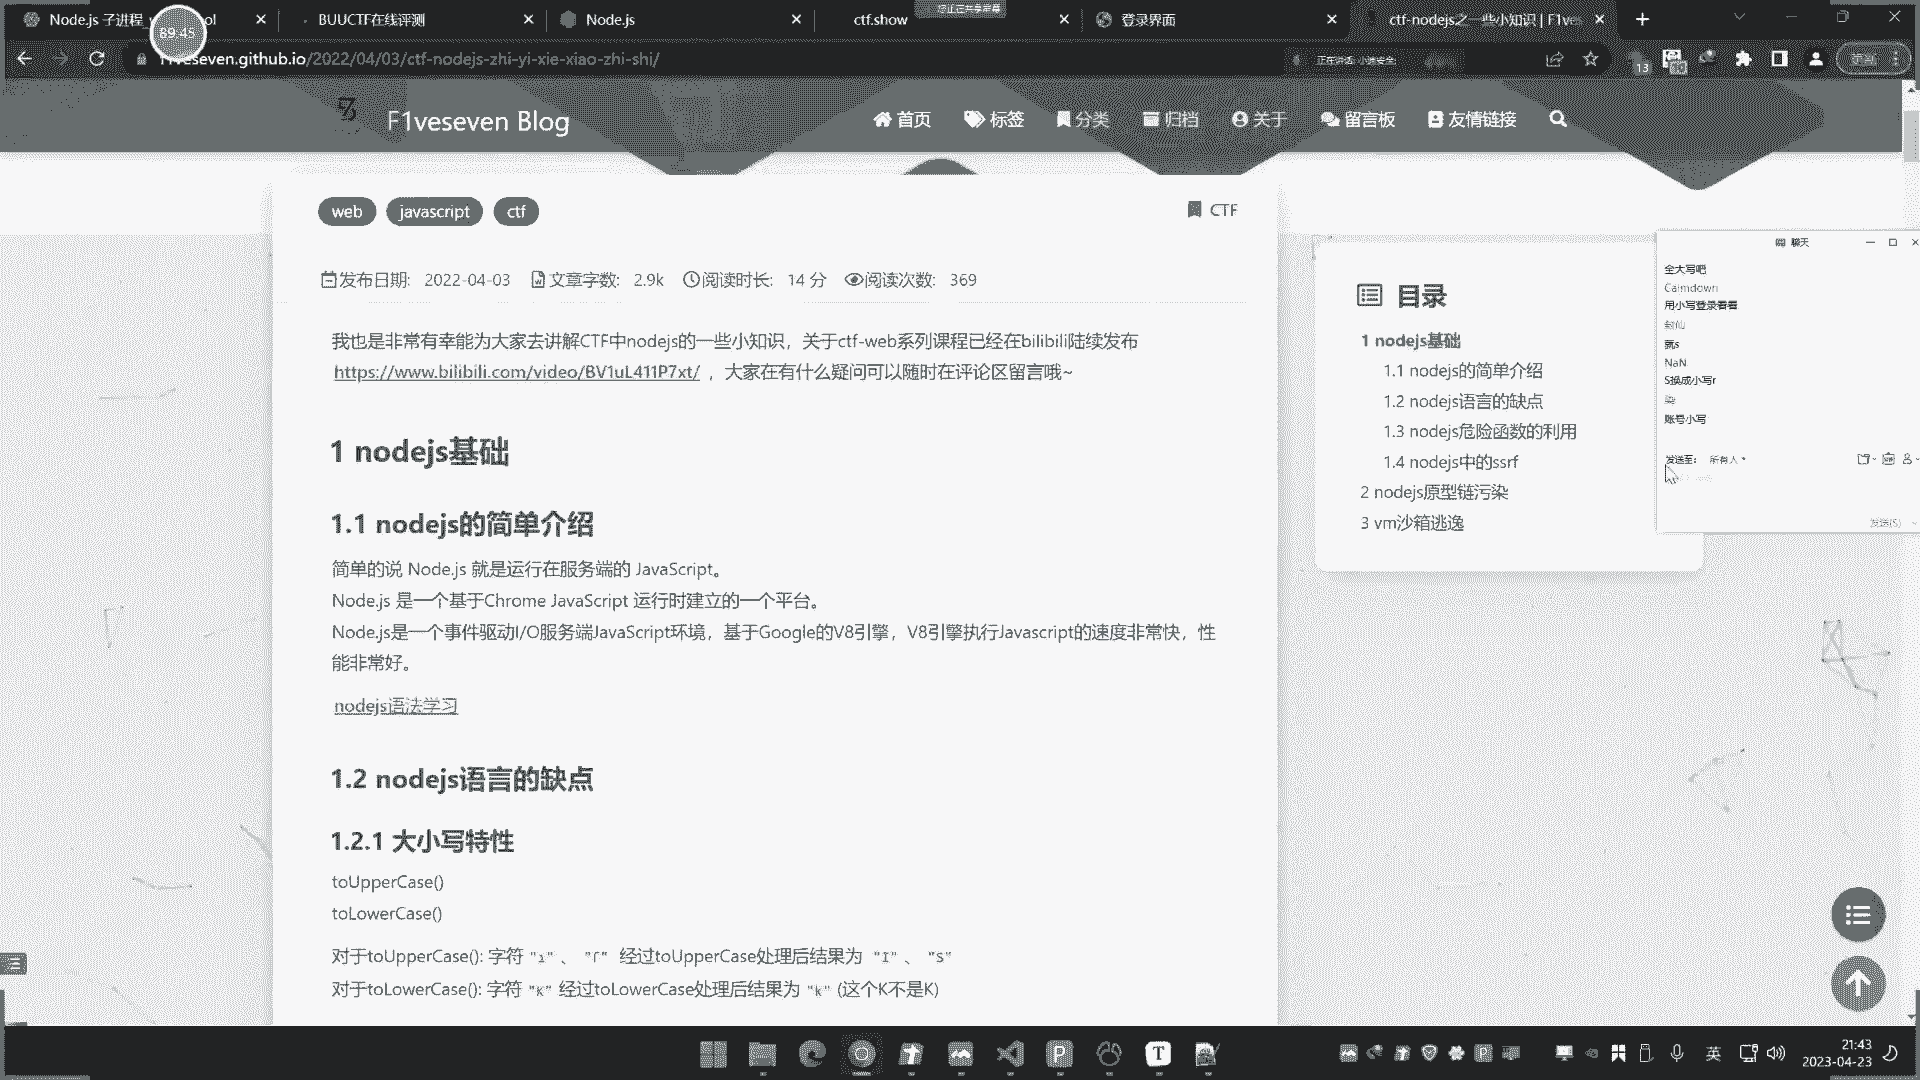 Node.js 子进程
BUUCTF在线评测
Node.js
ctf.show
您正在共享屏幕
登录界面
ctf-nodejs之一些小知识 | F1ves
89:45
veseven.github.io/2022/04/03/ctf-nodejs-zhi-yi-xie-xiao-zhi-shi/
13
F1veseven Blog
首页
标签
分类
归档
关于
留言板
友情链接
web
javascript
ctf
CTF
发布日期: 2022-04-03
文章字数: 2.9k
阅读时长: 14 分
阅读次数: 369
我也是非常有幸能为大家去讲解CTF中nodejs的一些小知识，关于ctf-web系列课程已经在bilibili陆续发布
https://www.bilibili.com/video/BV1uL411P7xt/ ，大家在有什么疑问可以随时在评论区留言哦~
1 nodejs基础
1.1 nodejs的简单介绍
简单的说 Node.js 就是运行在服务端的 JavaScript。
Node.js 是一个基于Chrome JavaScript 运行时建立的一个平台。
Node.js是一个事件驱动I/O服务端JavaScript环境，基于Google的V8引擎，V8引擎执行Javascript的速度非常快，性
能非常好。
nodejs语法学习
1.2 nodejs语言的缺点
1.2.1 大小写特性
toUpperCase()
toLowerCase()
对于toUpperCase(): 字符 "ı" 、 "ſ" 经过toUpperCase处理后结果为 "I" 、 "S"
对于toLowerCase(): 字符 "K" 经过toLowerCase处理后结果为 "k" (这个K不是K)
目录
1 nodejs基础
1.1 nodejs的简单介绍
1.2 nodejs语言的缺点
1.3 nodejs危险函数的利用
1.4 nodejs中的ssrf
2 nodejs原型链污染
3 vm沙箱逃逸
聊天
全大写吧
Calmdown
用小写登录看看
NaN
S换成小写r
账号小写
发送至: 所有人
发送(S)
英
21:43
2023-04-23